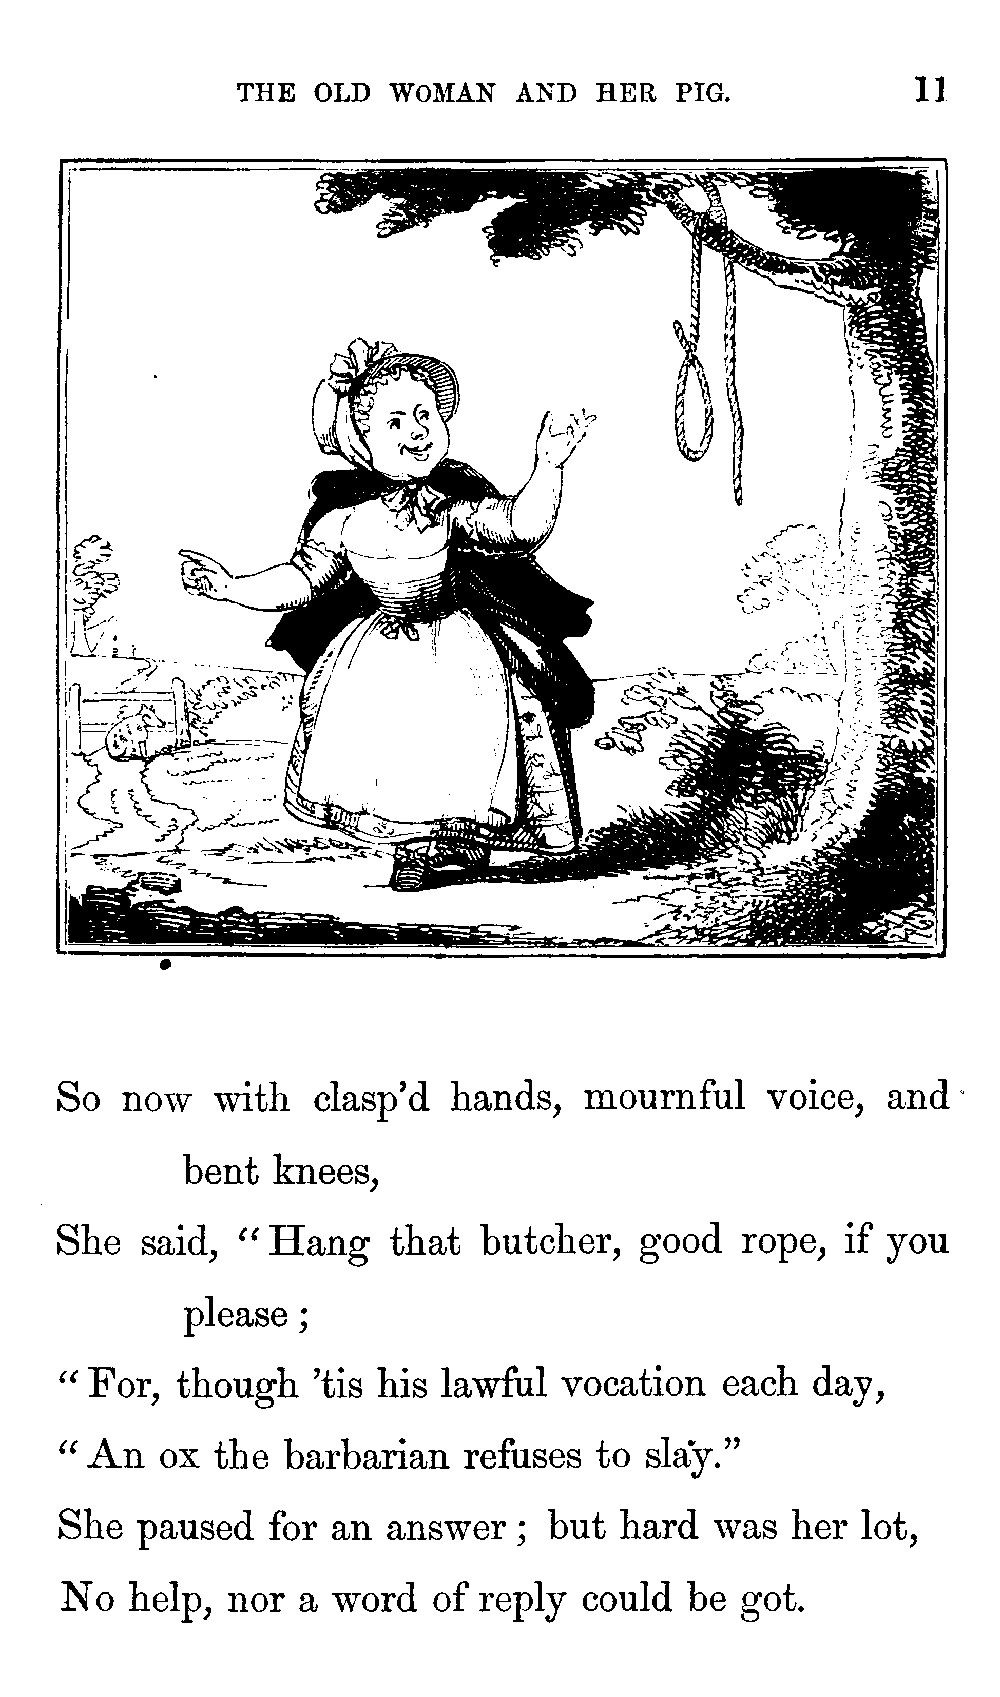 THE OLD WOMAN AND HER PIG. 11
So now with clasp’d hands, mournful voice, and
bent knees,
She said, “Hang that butcher, good rope, if you
please;
“For, though ’tis his lawful vocation each day,
“An ox the barbarian refuses to slay.”
She paused for an answer; but hard was her lot,
No help, nor a word of reply could be got.